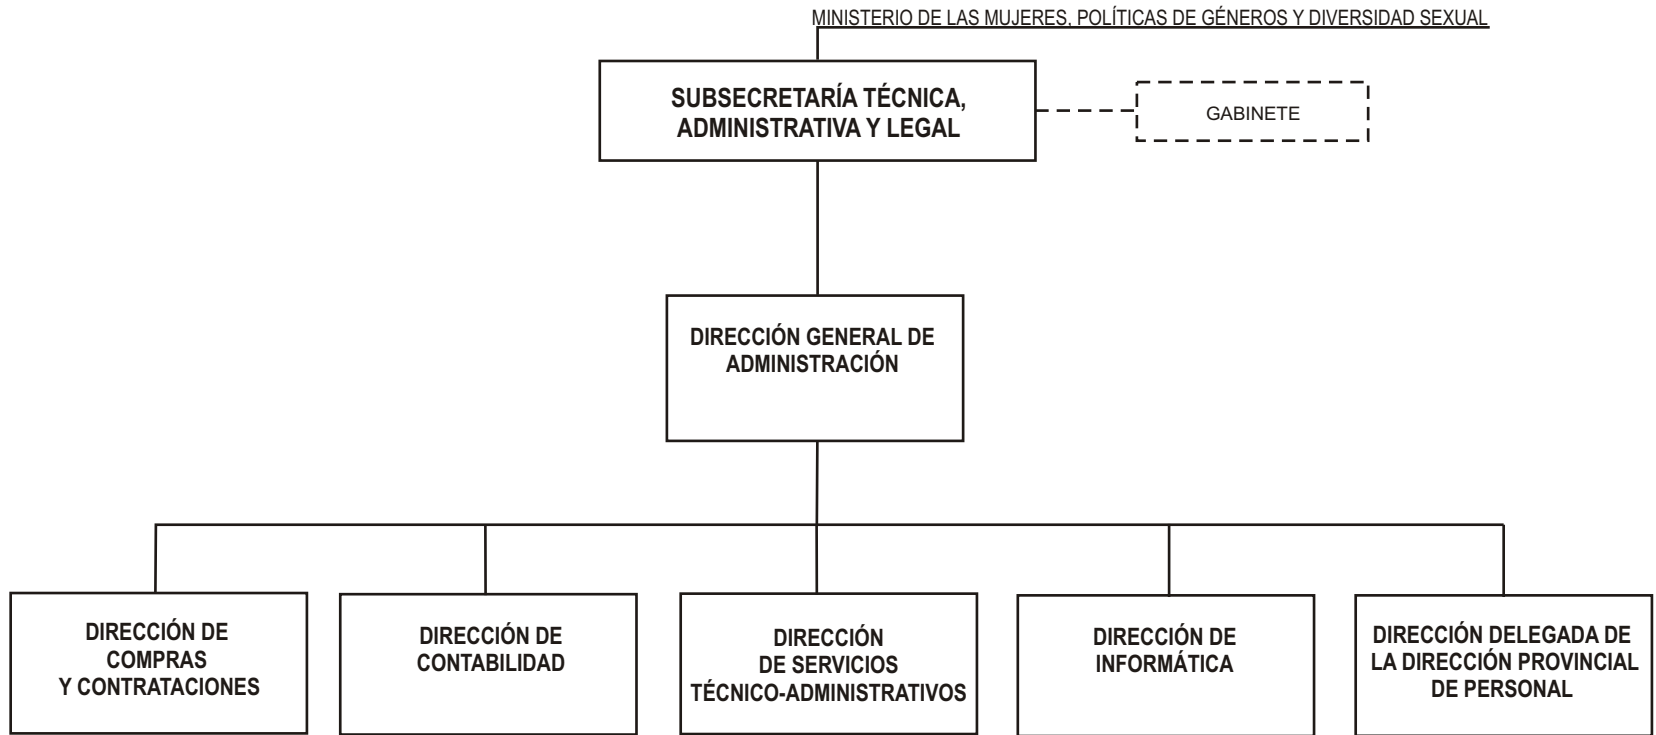 MINISTERIO DE LAS MUJERES, POLÍTICAS DE GÉNEROS Y DIVERSIDAD SEXUAL
SUBSECRETARÍA TÉCNICA,
ADMINISTRATIVA Y LEGAL
GABINETE
DIRECCIÓN GENERAL DE
ADMINISTRACIÓN
DIRECCIÓN DE
COMPRAS
Y CONTRATACIONES
DIRECCIÓN DE
CONTABILIDAD
DIRECCIÓN
DE SERVICIOS
TÉCNICO-ADMINISTRATIVOS
DIRECCIÓN DE
INFORMÁTICA
DIRECCIÓN DELEGADA DE
LA DIRECCIÓN PROVINCIAL
DE PERSONAL